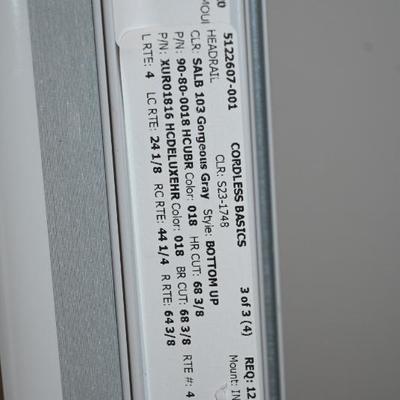 5122607-001 CORDLESS BASICS 3 of 3 (4) REQ: 12
HEADRAIL CLR: S23-1748 Mount: IN
CLR: SALB 103 Gorgeous Gray Style: BOTTOM UP
P/N: 90-80-0018 HCUBR Color: 018 HR CUT: 68 3/8
P/N: XUR01816 HCDELUXEHR Color: 018 BR CUT: 68 3/8 RTE #: 4
L RTE: 4 LC RTE: 24 1/8 RC RTE: 44 1/4 R RTE: 64 3/8